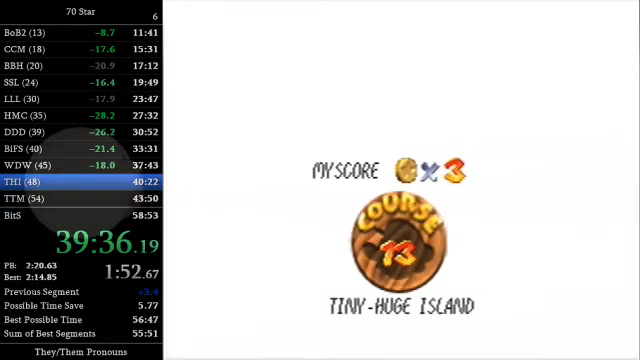 70 Star
6
BoB2 (13) −8.7 11:41
CCM (18) −17.6 15:31
BBH (20) −20.9 17:12
SSL (24) −16.4 19:49
LLL (30) −17.9 23:47
HMC (35) −28.2 27:32
DDD (39) −26.2 30:52
BiFS (40) −21.4 33:31
WDW (45) −18.0 37:43
THI (48) 40:22
TTM (54) 43:50
BitS 58:53
39:36.19
PB: 2:20.63
Best: 2:14.85
1:52.67
Previous Segment +3.4
Possible Time Save 5.77
Best Possible Time 56:47
Sum of Best Segments 55:51
They/Them Pronouns
MYSCORE x3
COURSE
13
TINY-HUGE ISLAND